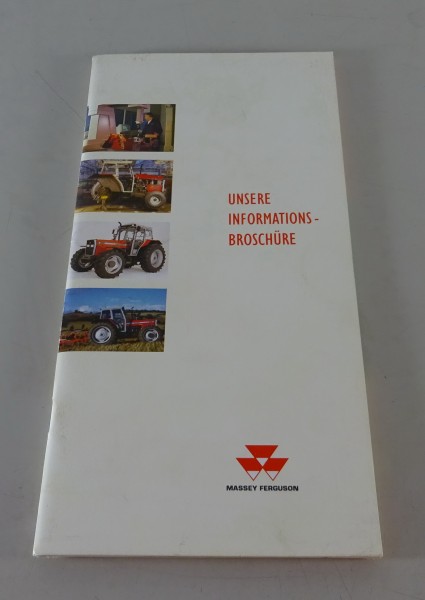 UNSERE
INFORMATIONS-
BROSCHÜRE
MASSEY FERGUSON